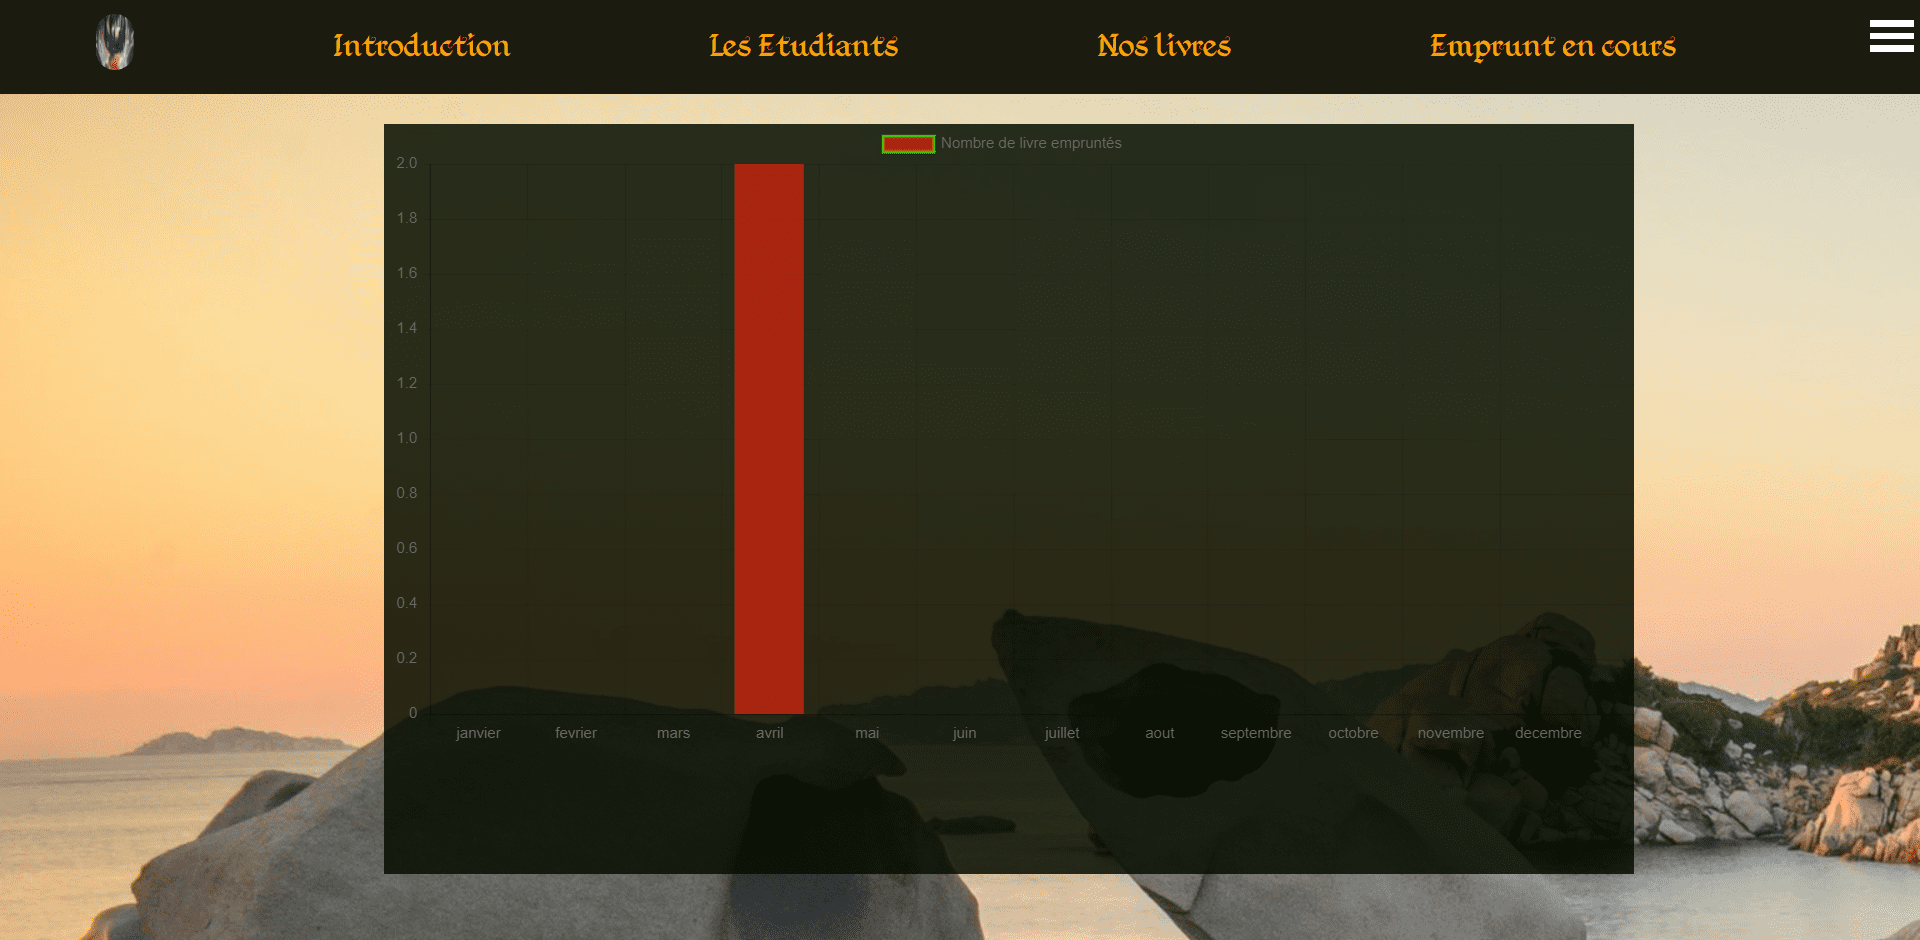 Introduction
Les Etudiants
Nos livres
Emprunt en cours
Nombre de livre empruntés
2.0
1.8
1.6
1.4
1.2
1.0
0.8
0.6
0.4
0.2
0
janvier fevrier mars avril mai juin juillet aout septembre octobre novembre decembre